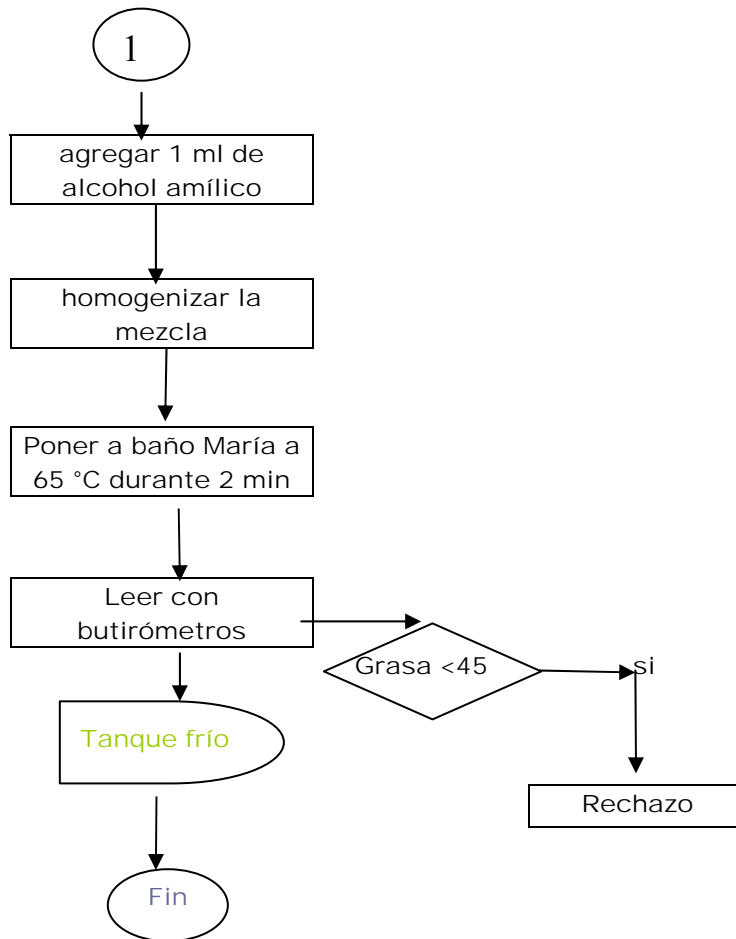 1
agregar 1 ml de
alcohol amílico
homogenizar la
mezcla
Poner a baño María a
65 °C durante 2 min
Leer con
butirómetros
Grasa <45
si
Tanque frío
Rechazo
Fin